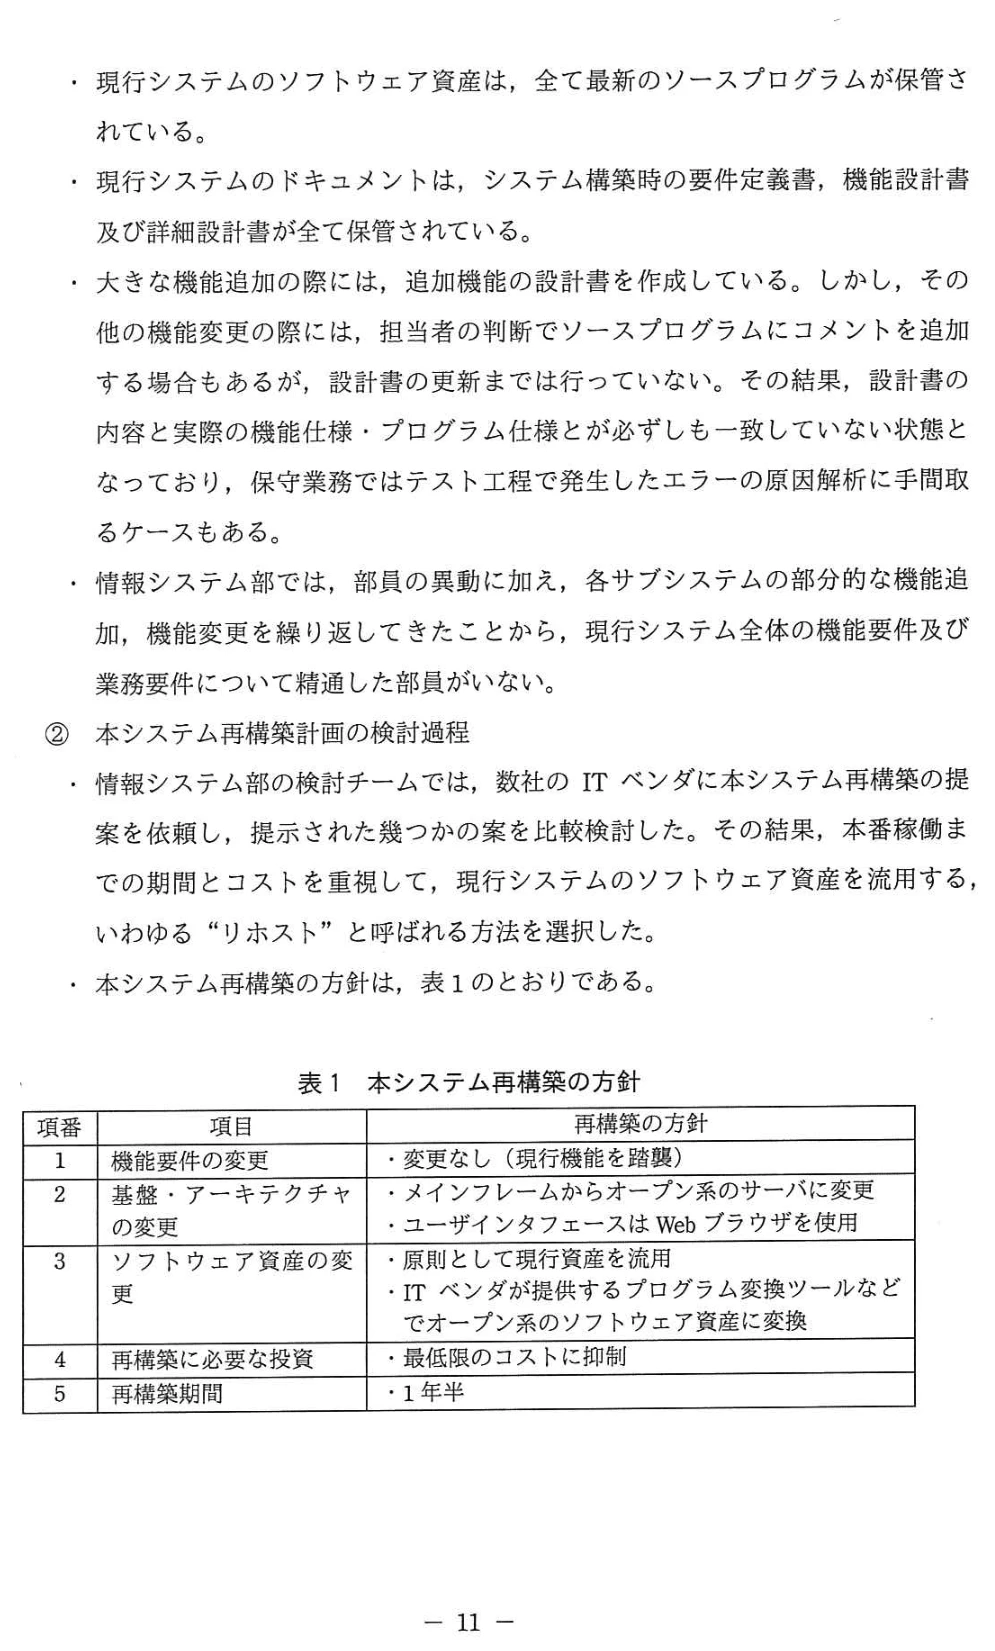 ・ 現行システムのソフトウェア資産は，全て最新のソースプログラムが保管さ
れている。
・ 現行システムのドキュメントは，システム構築時の要件定義書，機能設計書
及び詳細設計書が全て保管されている。
・ 大きな機能追加の際には，追加機能の設計書を作成している。しかし，その
他の機能変更の際には，担当者の判断でソースプログラムにコメントを追加
する場合もあるが，設計書の更新までは行っていない。その結果，設計書の
内容と実際の機能仕様・プログラム仕様とが必ずしも一致していない状態と
なっており，保守業務ではテスト工程で発生したエラーの原因解析に手間取
るケースもある。
・ 情報システム部では，部員の異動に加え，各サブシステムの部分的な機能追
加，機能変更を繰り返してきたことから，現行システム全体の機能要件及び
業務要件について精通した部員がいない。
② 本システム再構築計画の検討過程
・ 情報システム部の検討チームでは，数社の IT ベンダに本システム再構築の提
案を依頼し，提示された幾つかの案を比較検討した。その結果，本番稼働ま
での期間とコストを重視して，現行システムのソフトウェア資産を流用する，
いわゆる“リホスト”と呼ばれる方法を選択した。
・ 本システム再構築の方針は，表１のとおりである。
表１ 本システム再構築の方針
項番 項目 再構築の方針
1 機能要件の変更 ・変更なし（現行機能を踏襲）
2 基盤・アーキテクチャ ・メインフレームからオープン系のサーバに変更
の変更 ・ユーザインタフェースは Web ブラウザを使用
3 ソフトウェア資産の変 ・原則として現行資産を流用
更 ・IT ベンダが提供するプログラム変換ツールなど
でオープン系のソフトウェア資産に変換
4 再構築に必要な投資 ・最低限のコストに抑制
5 再構築期間 ・1 年半
－ 11 －